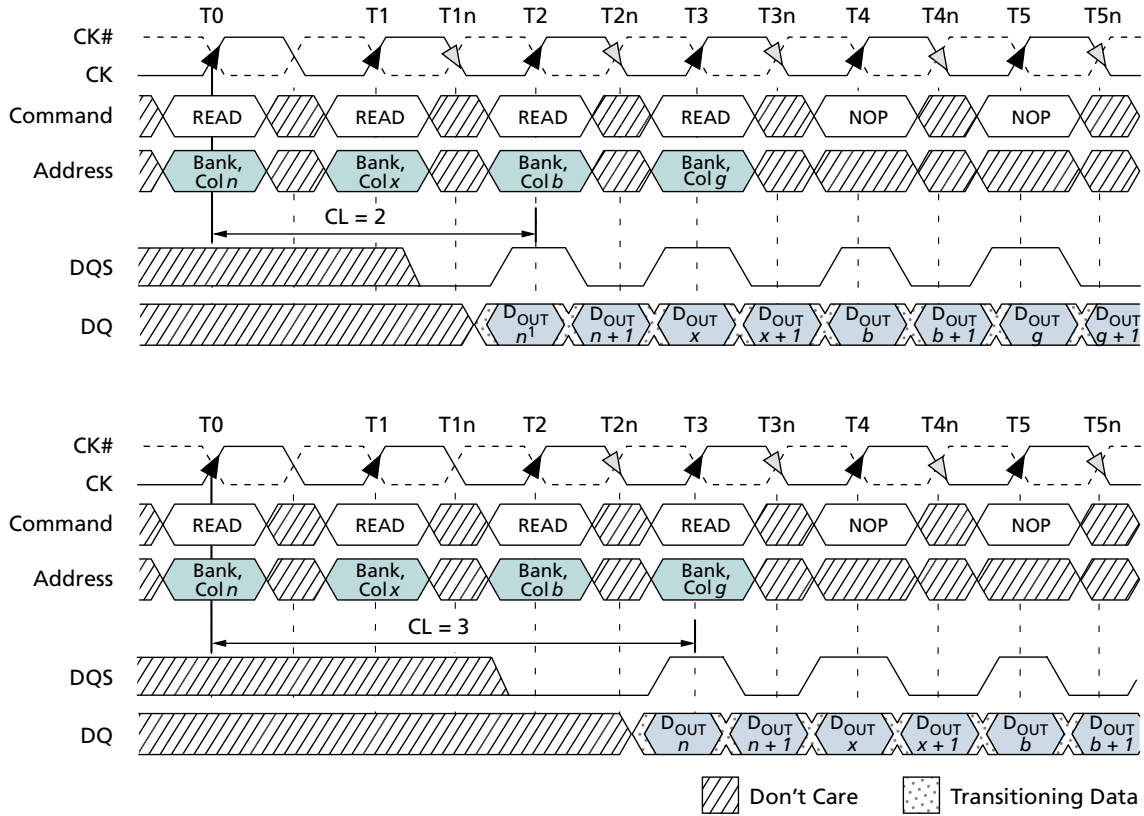 T0 T1 T1n T2 T2n T3 T3n T4 T4n T5 T5n
CK#
CK
Command READ READ READ READ NOP NOP
Address Bank, Col n Bank, Col x Bank, Col b Bank, Col g
CL = 2
DQS
DQ DOUT n1 DOUT n + 1 DOUT x DOUT x + 1 DOUT b DOUT b + 1 DOUT g DOUT g + 1
T0 T1 T1n T2 T2n T3 T3n T4 T4n T5 T5n
CK#
CK
Command READ READ READ READ NOP NOP
Address Bank, Col n Bank, Col x Bank, Col b Bank, Col g
CL = 3
DQS
DQ DOUT n DOUT n + 1 DOUT x DOUT x + 1 DOUT b DOUT b + 1
Don't Care Transitioning Data